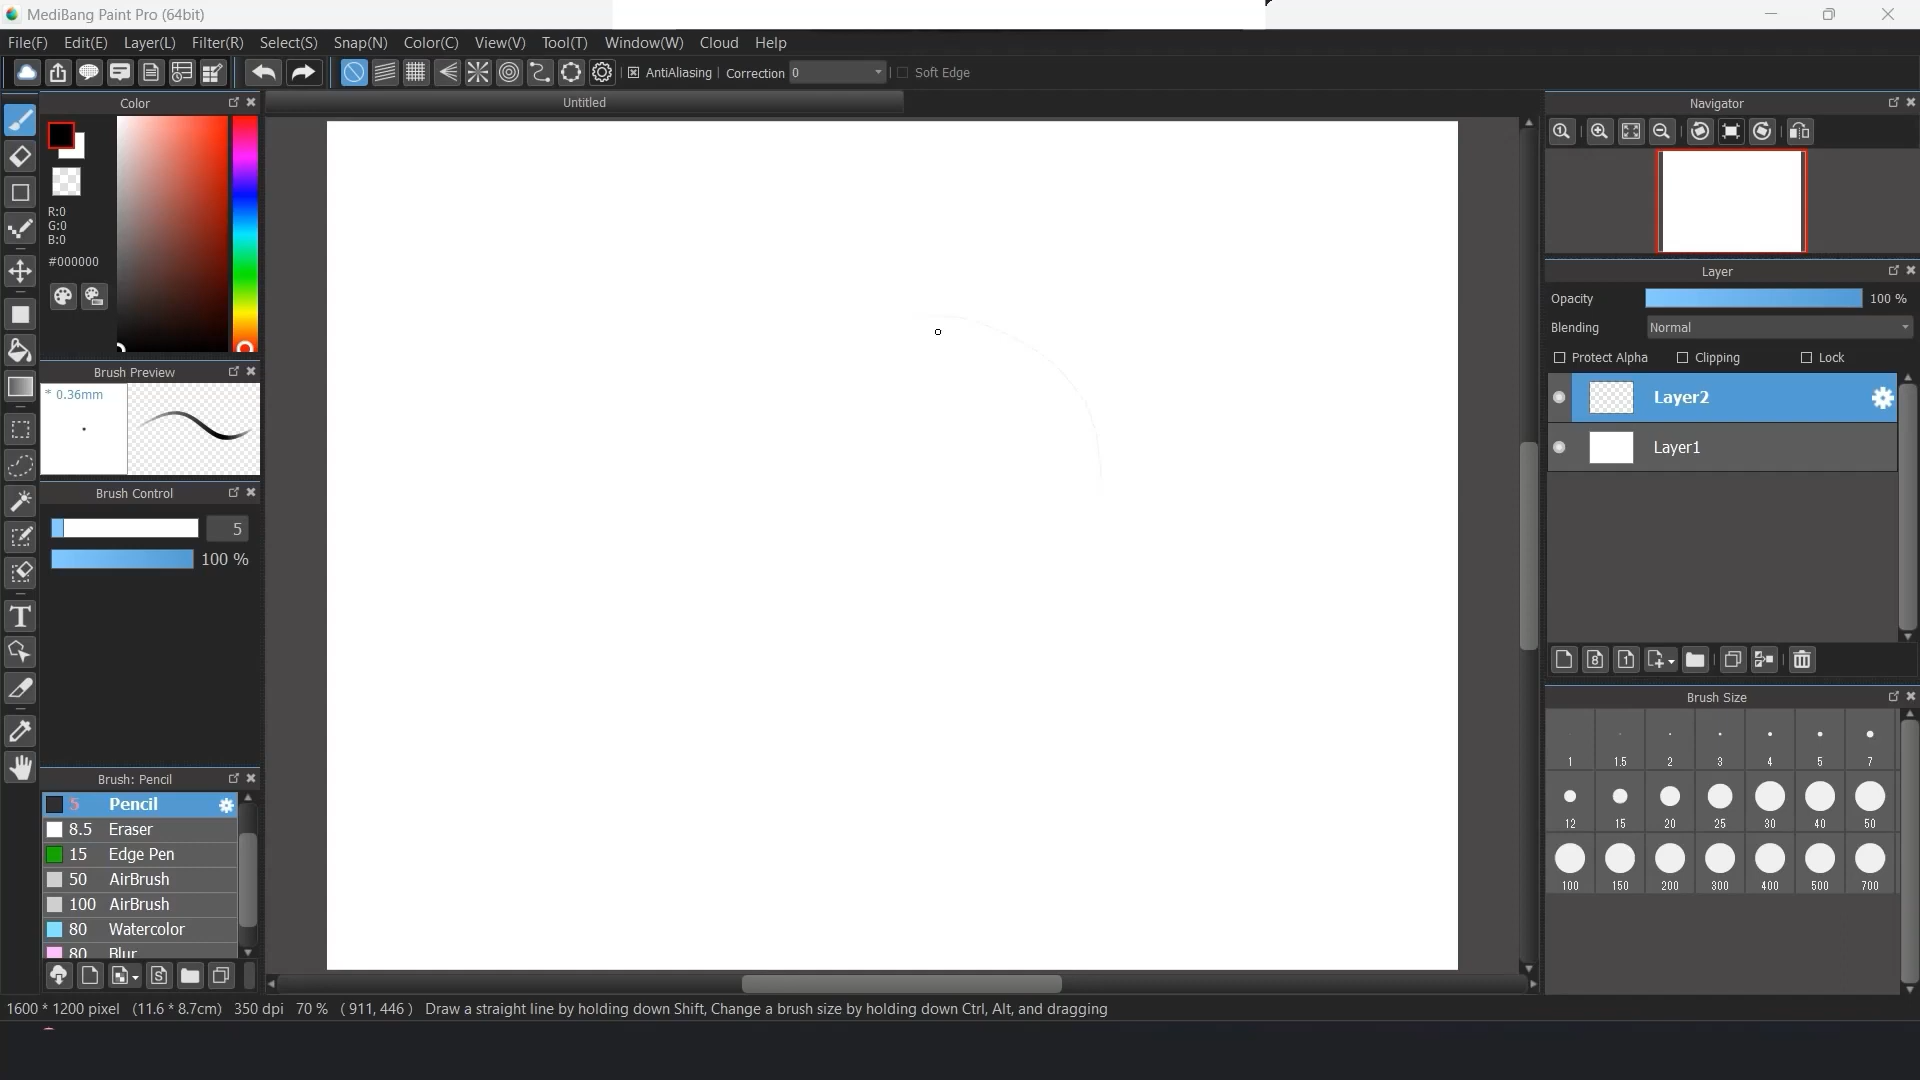 MediBang Paint Pro (64bit)
File(F) Edit(E) Layer(L) Filter(R) Select(S) Snap(N) Color(C) View(V) Tool(T) Window(W) Cloud Help
AntiAliasing Correction 0 Soft Edge
Color Untitled Navigator
R:0
G:0
B:0
#000000
Layer
Opacity 100 %
Blending Normal
Protect Alpha Clipping Lock
Brush Preview
* 0.36mm
Layer2
Layer1
Brush Control
5
100 %
Brush Size
1 1.5 2 3 4 5 7
12 15 20 25 30 40 50
100 150 200 300 400 500 700
Brush: Pencil
5 Pencil
8.5 Eraser
15 Edge Pen
50 AirBrush
100 AirBrush
80 Watercolor
80 Blur
1600 * 1200 pixel (11.6 * 8.7cm) 350 dpi 70 % ( 911, 446 ) Draw a straight line by holding down Shift, Change a brush size by holding down Ctrl, Alt, and dragging